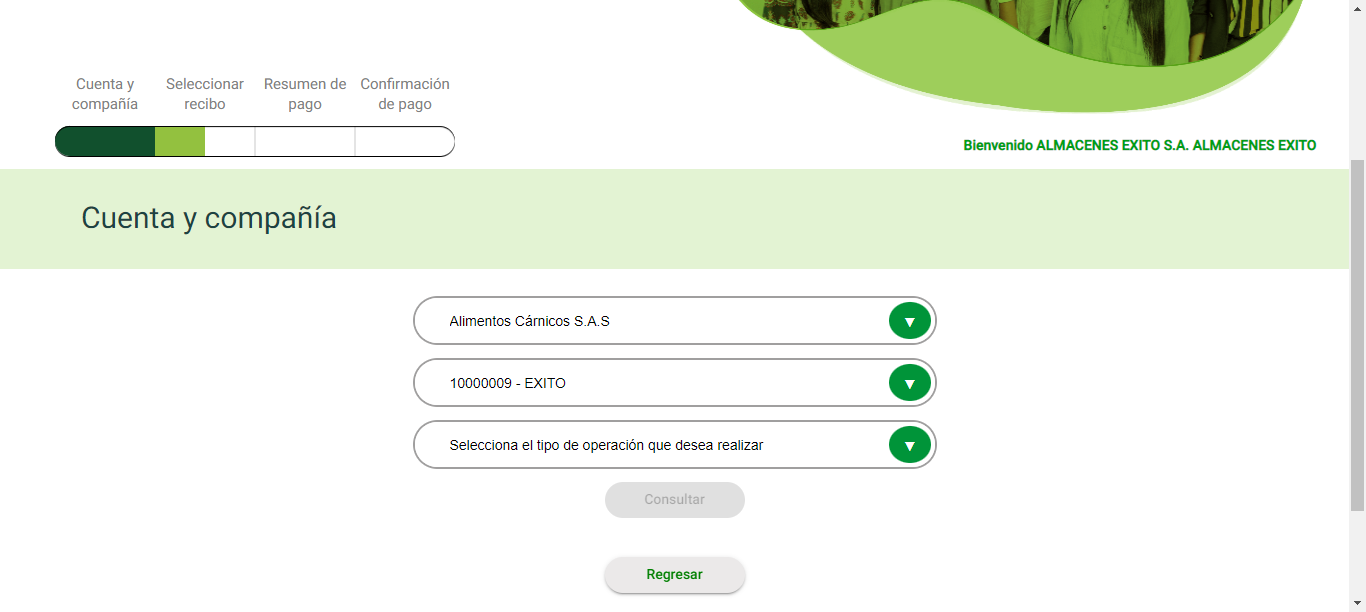 Cuenta y
compañía
Seleccionar
recibo
Resumen de
pago
Confirmación
de pago
Bienvenido ALMACENES EXITO S.A. ALMACENES EXITO
Cuenta y compañía
Alimentos Cárnicos S.A.S
10000009 - EXITO
Selecciona el tipo de operación que desea realizar
Consultar
Regresar